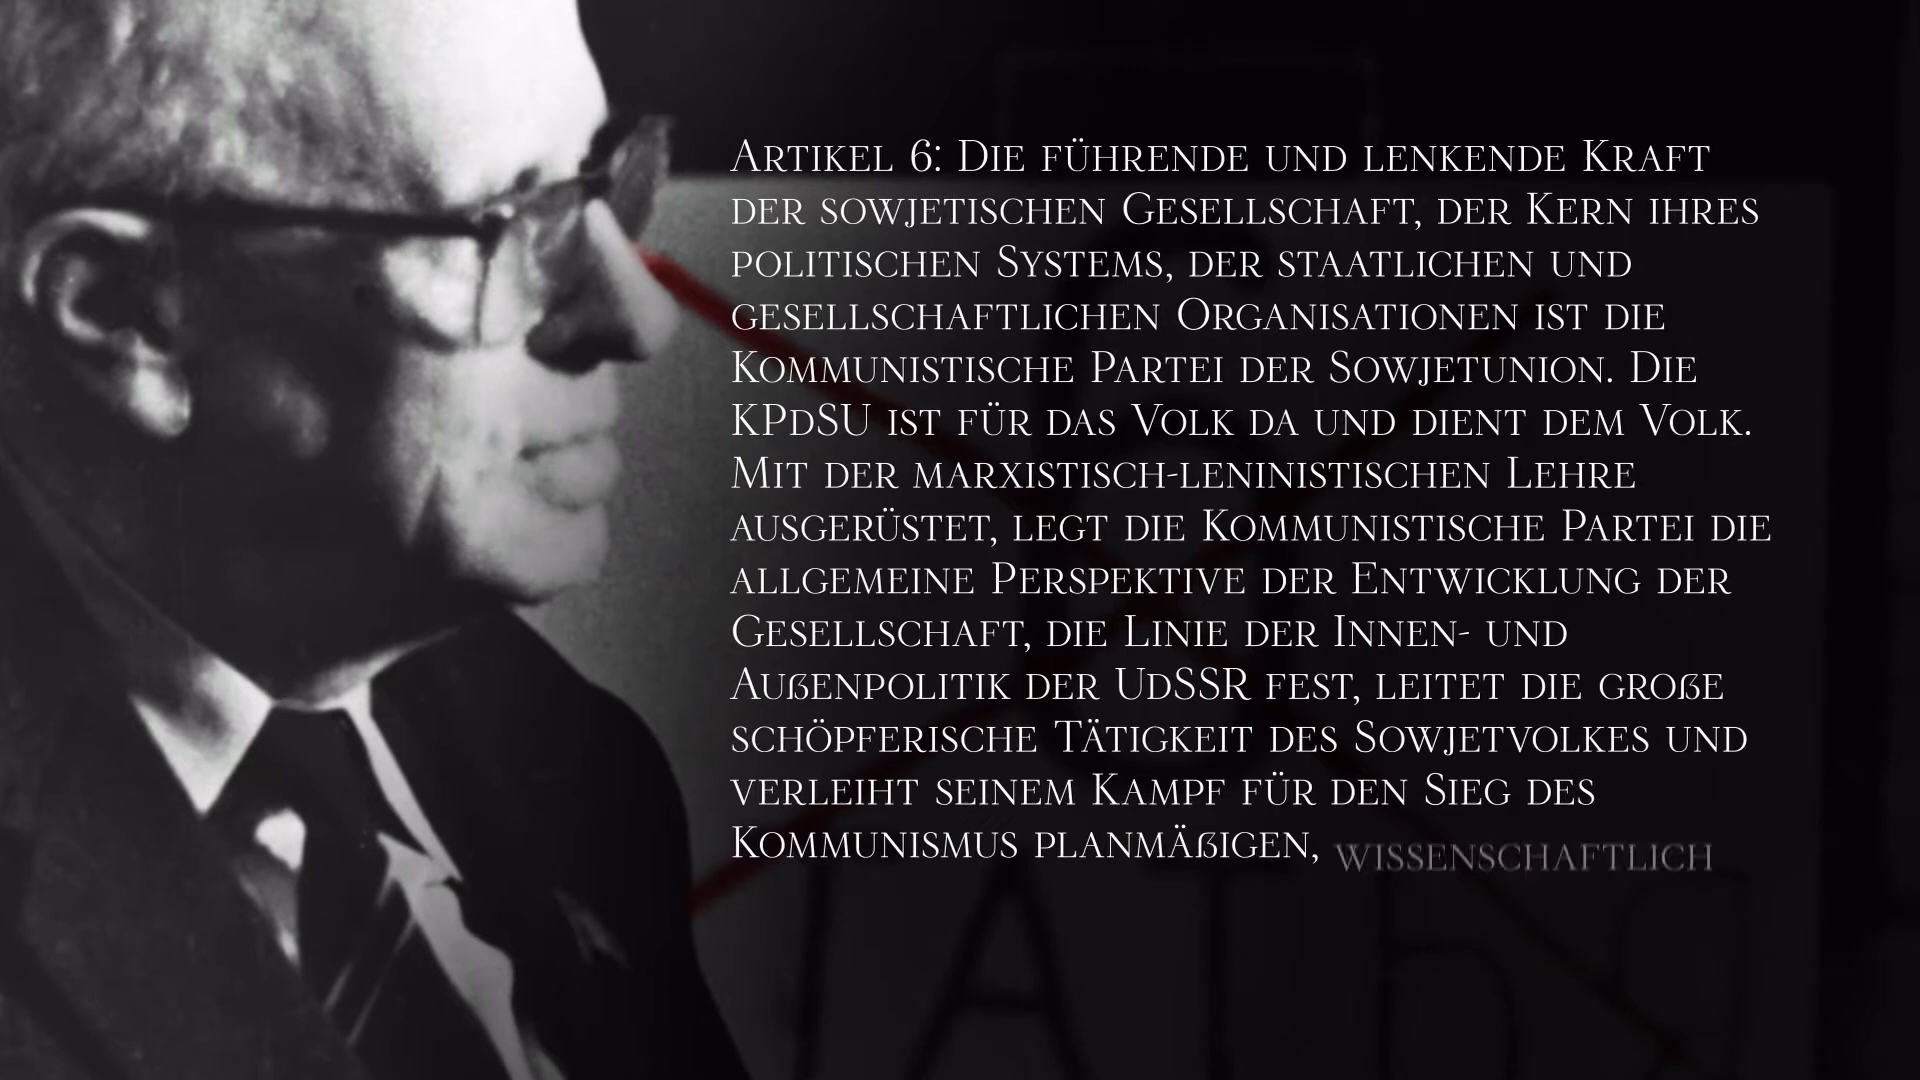 Artikel 6: Die führende und lenkende Kraft
der sowjetischen Gesellschaft, der Kern ihres
politischen Systems, der staatlichen und
gesellschaftlichen Organisationen ist die
Kommunistische Partei der Sowjetunion. Die
KPdSU ist für das Volk da und dient dem Volk.
Mit der marxistisch-leninistischen Lehre
ausgerüstet, legt die Kommunistische Partei die
allgemeine Perspektive der Entwicklung der
Gesellschaft, die Linie der Innen- und
Außenpolitik der UdSSR fest, leitet die große
schöpferische Tätigkeit des Sowjetvolkes und
verleiht seinem Kampf für den Sieg des
Kommunismus planmäßigen, wissenschaftlich